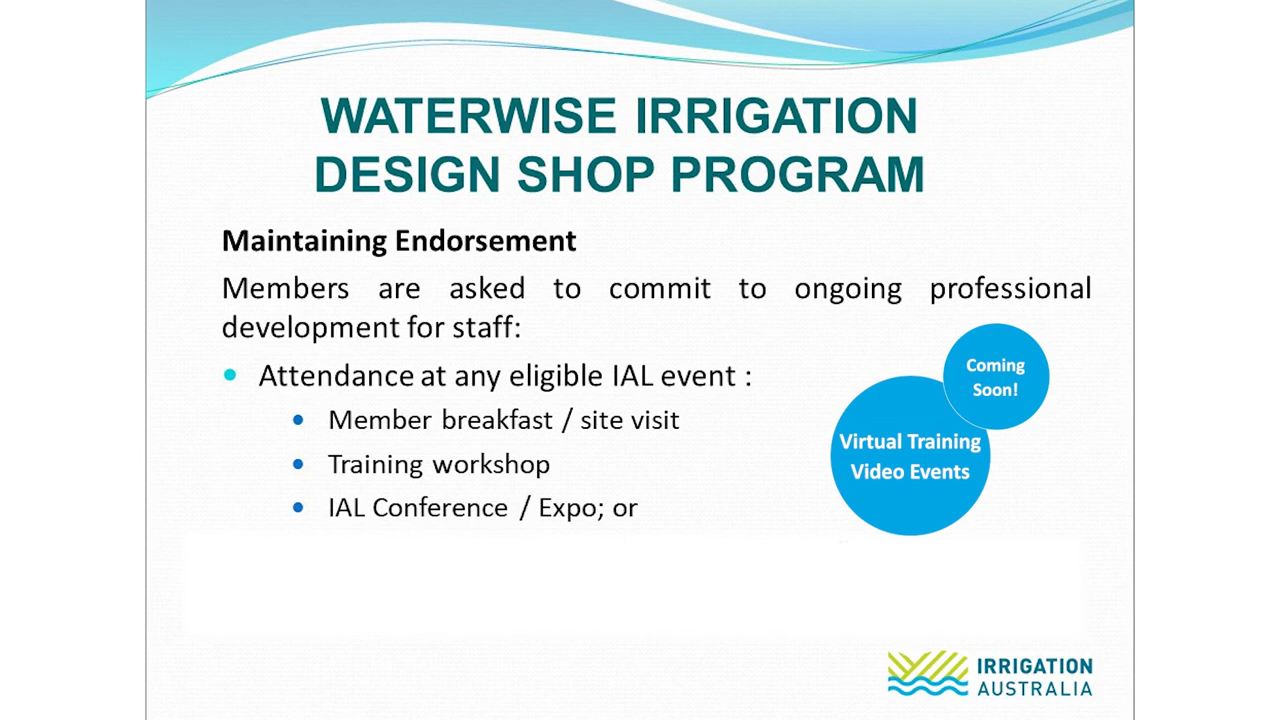 WATERWISE IRRIGATION
DESIGN SHOP PROGRAM
Maintaining Endorsement
Members are asked to commit to ongoing professional
development for staff:
• Attendance at any eligible IAL event :
• Member breakfast / site visit
• Training workshop
• IAL Conference / Expo; or
Coming
Soon!
Virtual Training
Video Events
IRRIGATION
AUSTRALIA